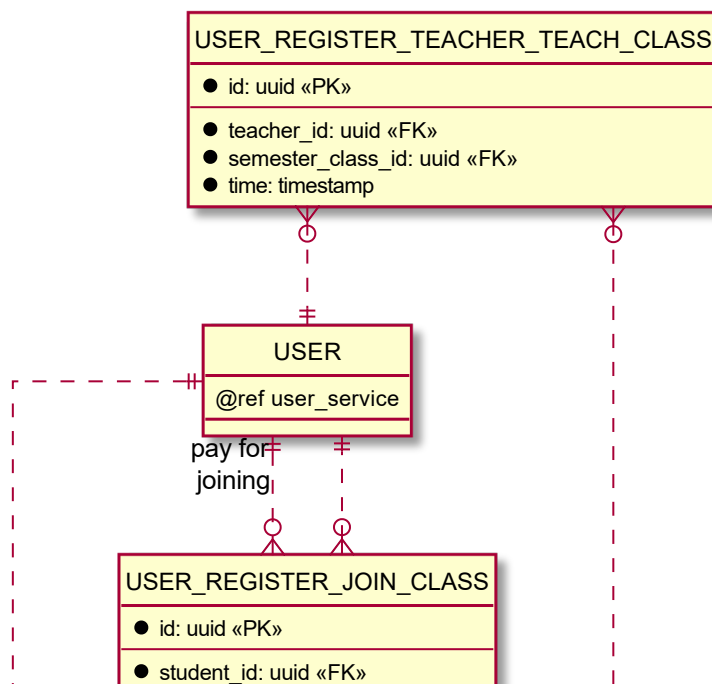 USER_REGISTER_TEACHER_TEACH_CLASS
id: uuid «PK»
teacher_id: uuid «FK»
semester_class_id: uuid «FK»
time: timestamp
USER
@ref user_service
pay for
joining
USER_REGISTER_JOIN_CLASS
id: uuid «PK»
student_id: uuid «FK»